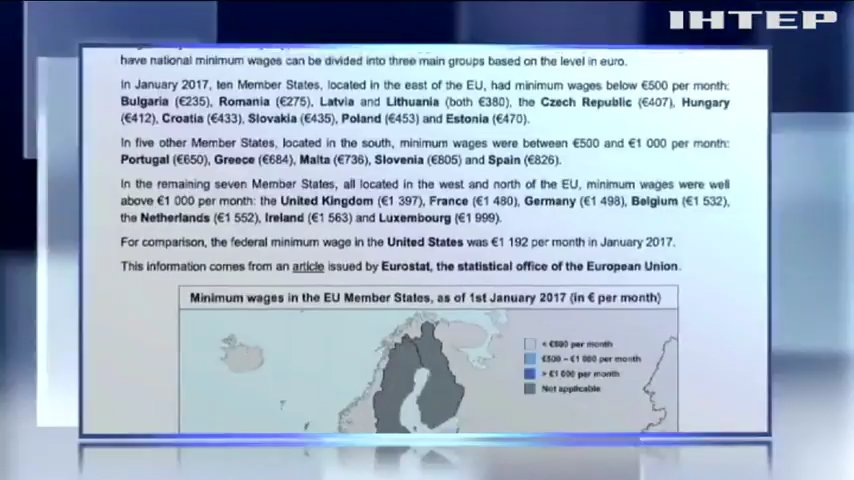 ІНТЕР
have national minimum wages can be divided into three main groups based on the level in euro.
In January 2017, ten Member States, located in the east of the EU, had minimum wages below €500 per month:
Bulgaria (€235), Romania (€275), Latvia and Lithuania (both €380), the Czech Republic (€407), Hungary
(€412), Croatia (€433), Slovakia (€435), Poland (€453) and Estonia (€470).
In five other Member States, located in the south, minimum wages were between €500 and €1 000 per month:
Portugal (€650), Greece (€684), Malta (€736), Slovenia (€805) and Spain (€826).
In the remaining seven Member States, all located in the west and north of the EU, minimum wages were well
above €1 000 per month: the United Kingdom (€1 397), France (€1 480), Germany (€1 498), Belgium (€1 532),
the Netherlands (€1 552), Ireland (€1 563) and Luxembourg (€1 999).
For comparison, the federal minimum wage in the United States was €1 192 per month in January 2017.
This information comes from an article issued by Eurostat, the statistical office of the European Union.
Minimum wages in the EU Member States, as of 1st January 2017 (in € per month)
< €500 per month
€500 – €1 000 per month
> €1 000 per month
Not applicable